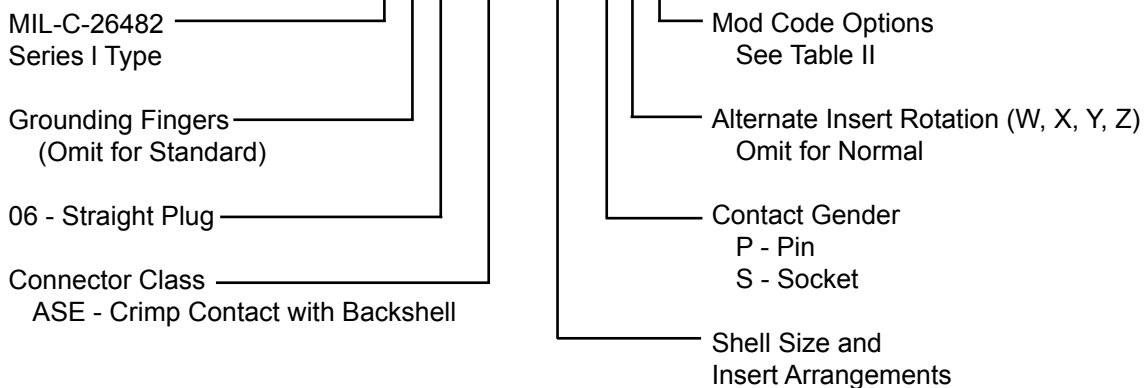 MIL-C-26482
Series I Type
Grounding Fingers
(Omit for Standard)
06 - Straight Plug
Connector Class
ASE - Crimp Contact with Backshell
Mod Code Options
See Table II
Alternate Insert Rotation (W, X, Y, Z)
Omit for Normal
Contact Gender
P - Pin
S - Socket
Shell Size and
Insert Arrangements